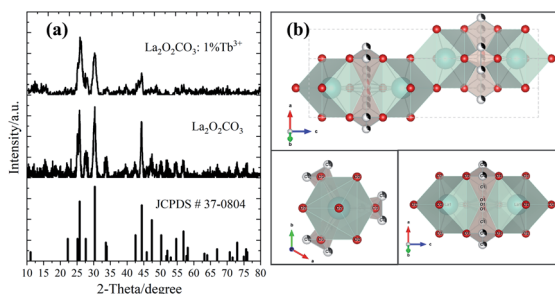 (a)
La₂O₂CO₃: 1%Tb³⁺
La₂O₂CO₃
JCPDS # 37-0804
Intensity/a.u.
10 15 20 25 30 35 40 45 50 55 60 65 70 75 80
2-Theta/degree
(b)
a
c
b
b
a
a
c
b